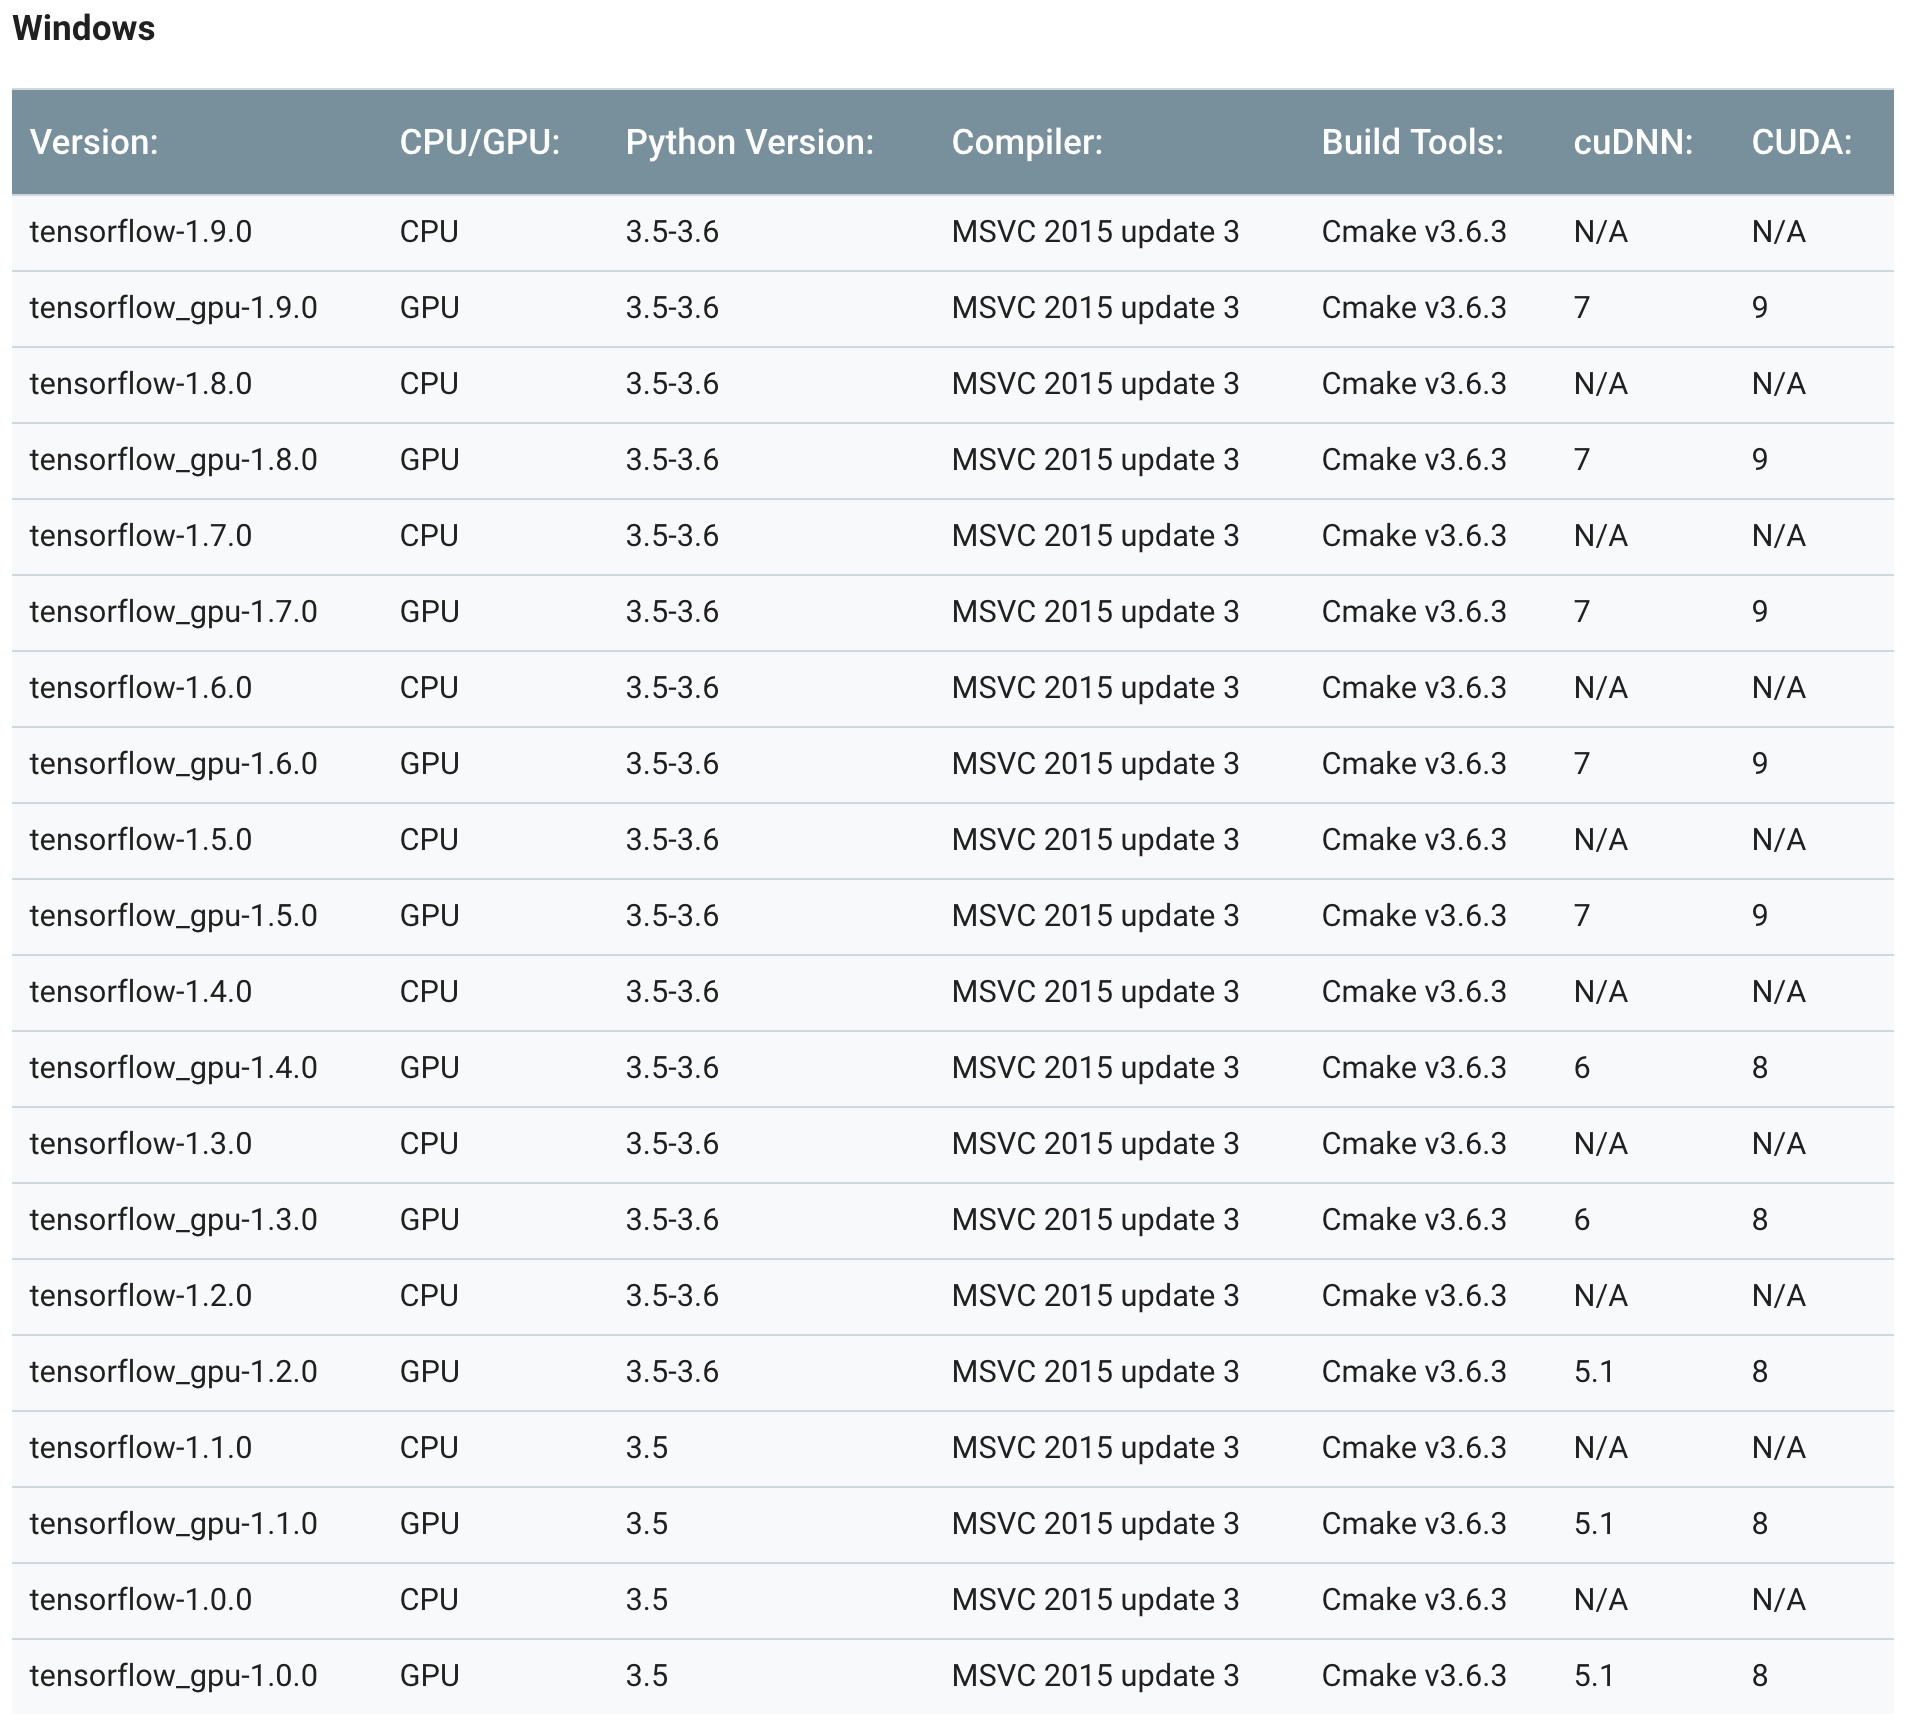 Windows
Version: CPU/GPU: Python Version: Compiler: Build Tools: cuDNN: CUDA:
tensorflow-1.9.0 CPU 3.5-3.6 MSVC 2015 update 3 Cmake v3.6.3 N/A N/A
tensorflow_gpu-1.9.0 GPU 3.5-3.6 MSVC 2015 update 3 Cmake v3.6.3 7 9
tensorflow-1.8.0 CPU 3.5-3.6 MSVC 2015 update 3 Cmake v3.6.3 N/A N/A
tensorflow_gpu-1.8.0 GPU 3.5-3.6 MSVC 2015 update 3 Cmake v3.6.3 7 9
tensorflow-1.7.0 CPU 3.5-3.6 MSVC 2015 update 3 Cmake v3.6.3 N/A N/A
tensorflow_gpu-1.7.0 GPU 3.5-3.6 MSVC 2015 update 3 Cmake v3.6.3 7 9
tensorflow-1.6.0 CPU 3.5-3.6 MSVC 2015 update 3 Cmake v3.6.3 N/A N/A
tensorflow_gpu-1.6.0 GPU 3.5-3.6 MSVC 2015 update 3 Cmake v3.6.3 7 9
tensorflow-1.5.0 CPU 3.5-3.6 MSVC 2015 update 3 Cmake v3.6.3 N/A N/A
tensorflow_gpu-1.5.0 GPU 3.5-3.6 MSVC 2015 update 3 Cmake v3.6.3 7 9
tensorflow-1.4.0 CPU 3.5-3.6 MSVC 2015 update 3 Cmake v3.6.3 N/A N/A
tensorflow_gpu-1.4.0 GPU 3.5-3.6 MSVC 2015 update 3 Cmake v3.6.3 6 8
tensorflow-1.3.0 CPU 3.5-3.6 MSVC 2015 update 3 Cmake v3.6.3 N/A N/A
tensorflow_gpu-1.3.0 GPU 3.5-3.6 MSVC 2015 update 3 Cmake v3.6.3 6 8
tensorflow-1.2.0 CPU 3.5-3.6 MSVC 2015 update 3 Cmake v3.6.3 N/A N/A
tensorflow_gpu-1.2.0 GPU 3.5-3.6 MSVC 2015 update 3 Cmake v3.6.3 5.1 8
tensorflow-1.1.0 CPU 3.5 MSVC 2015 update 3 Cmake v3.6.3 N/A N/A
tensorflow_gpu-1.1.0 GPU 3.5 MSVC 2015 update 3 Cmake v3.6.3 5.1 8
tensorflow-1.0.0 CPU 3.5 MSVC 2015 update 3 Cmake v3.6.3 N/A N/A
tensorflow_gpu-1.0.0 GPU 3.5 MSVC 2015 update 3 Cmake v3.6.3 5.1 8